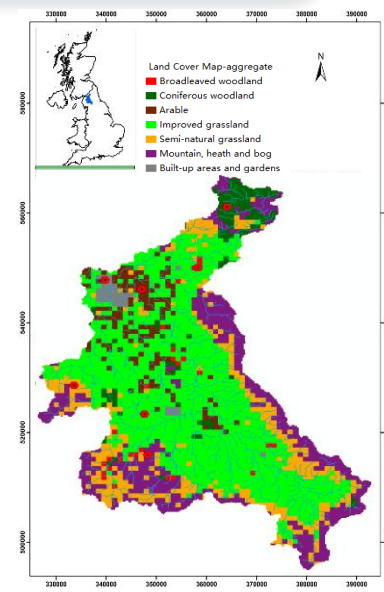 330000 340000 350000 360000 370000 380000 390000
N
Land Cover Map-aggregate
Broadleaved woodland
Coniferous woodland
Arable
Improved grassland
Semi-natural grassland
Mountain, heath and bog
Built-up areas and gardens
580000
560000
540000
520000
500000
330000 340000 350000 360000 370000 380000 390000